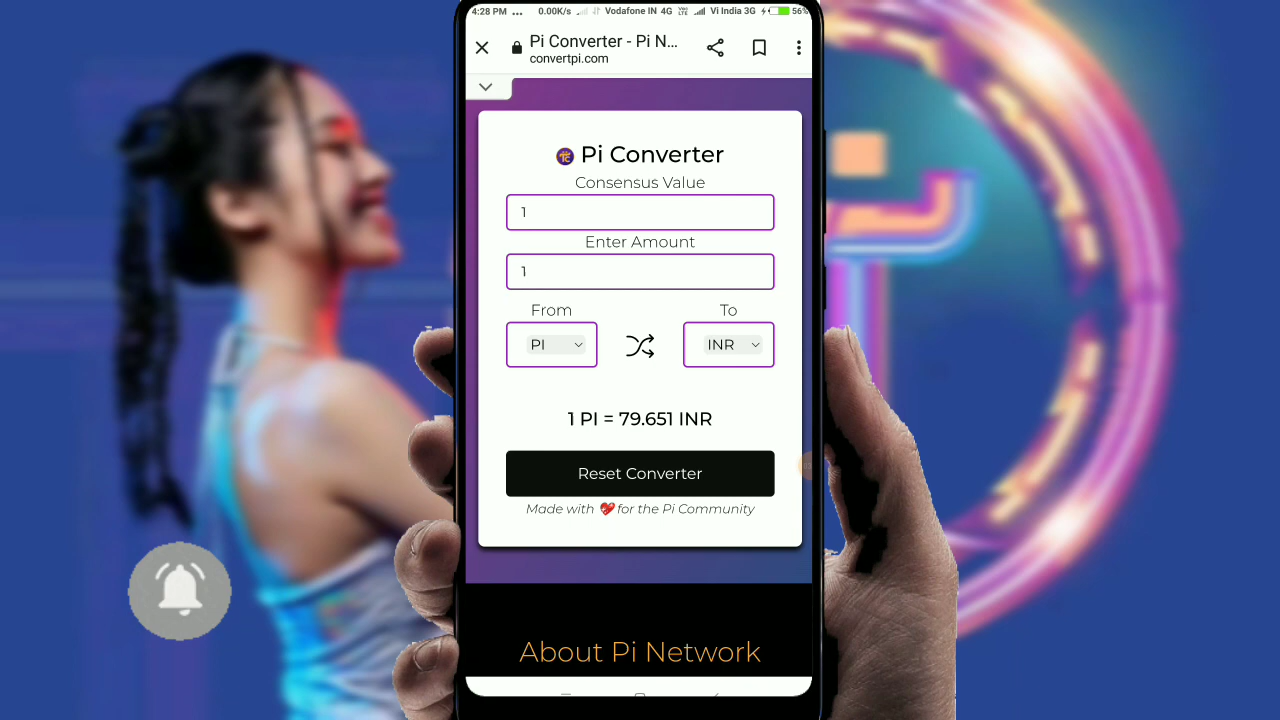 4:28 PM ... 0.00K/s Vodafone IN 4G Vo LTE Vi India 3G 56%
Pi Converter - Pi N...
convertpi.com
Pi Converter
Consensus Value
1
Enter Amount
1
From To
PI INR
1 PI = 79.651 INR
Reset Converter
Made with 💖 for the Pi Community
About Pi Network